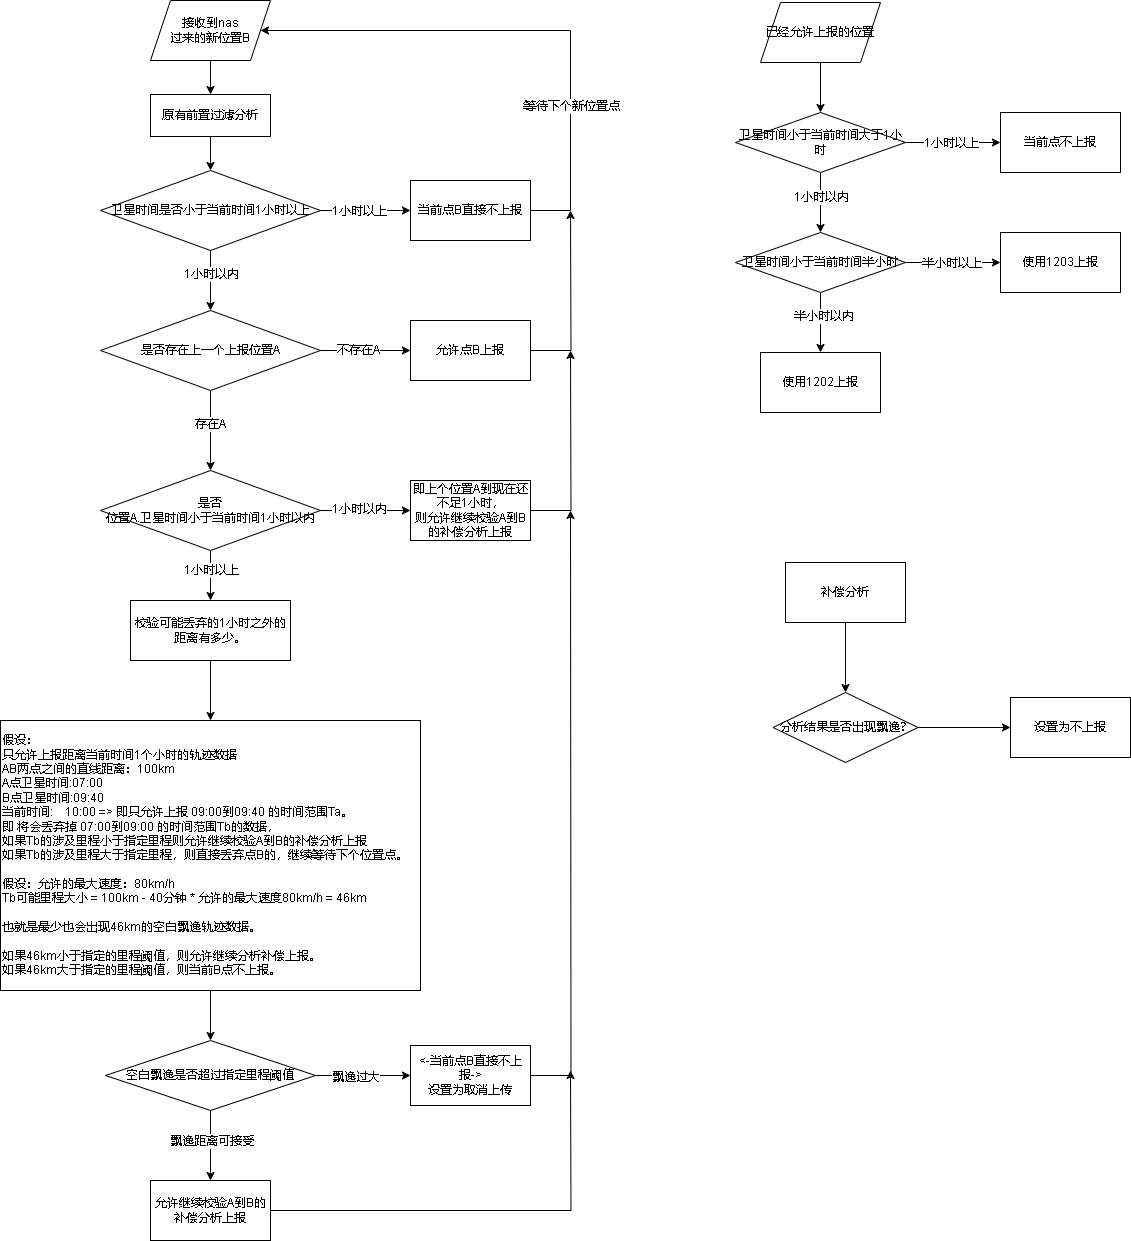 接收到nas
过来的新位置B
等待下个新位置点
原有前置过滤分析
卫星时间是否小于当前时间1小时以上
1小时以上
当前点B直接不上报
1小时以内
是否存在上一个上报位置A
不存在A
允许点B上报
存在A
是否
位置A.卫星时间小于当前时间1小时以内
1小时以内
即上个位置A到现在还
不足1小时，
则允许继续校验A到B
的补偿分析上报
1小时以上
校验可能丢弃的1小时之外的
距离有多少。
假设：
只允许上报距离当前时间1个小时的轨迹数据
AB两点之间的直线距离：100km
A点卫星时间:07:00
B点卫星时间:09:40
当前时间:    10:00 => 即只允许上报 09:00到09:40 的时间范围Ta。
即 将会丢弃掉 07:00到09:00 的时间范围Tb的数据，
如果Tb的涉及里程小于指定里程则允许继续校验A到B的补偿分析上报
如果Tb的涉及里程大于指定里程，则直接丢弃点B的，继续等待下个位置点。
假设：允许的最大速度：80km/h
Tb可能里程大小 = 100km - 40分钟 * 允许的最大速度80km/h = 46km
也就是最少也会出现46km的空白飘逸轨迹数据。
如果46km小于指定的里程阈值，则允许继续分析补偿上报。
如果46km大于指定的里程阈值，则当前B点不上报。
空白飘逸是否超过指定里程阈值
飘逸过大
<-当前点B直接不上
报->
设置为取消上传
飘逸距离可接受
允许继续校验A到B的
补偿分析上报
已经允许上报的位置
卫星时间小于当前时间大于1小
时
1小时以上
当前点不上报
1小时以内
卫星时间小于当前时间半小时
半小时以上
使用1203上报
半小时以内
使用1202上报
补偿分析
分析结果是否出现飘逸?
设置为不上报